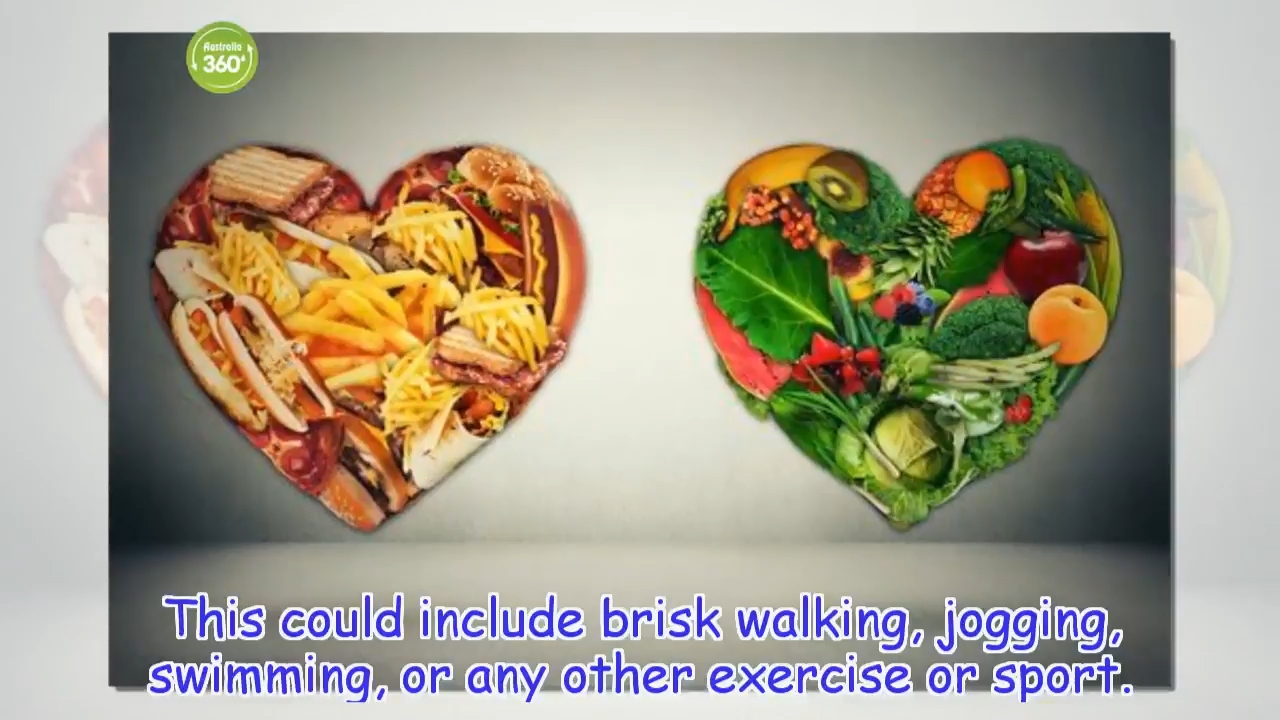 Australia
360°
This could include brisk walking, jogging,
swimming, or any other exercise or sport.